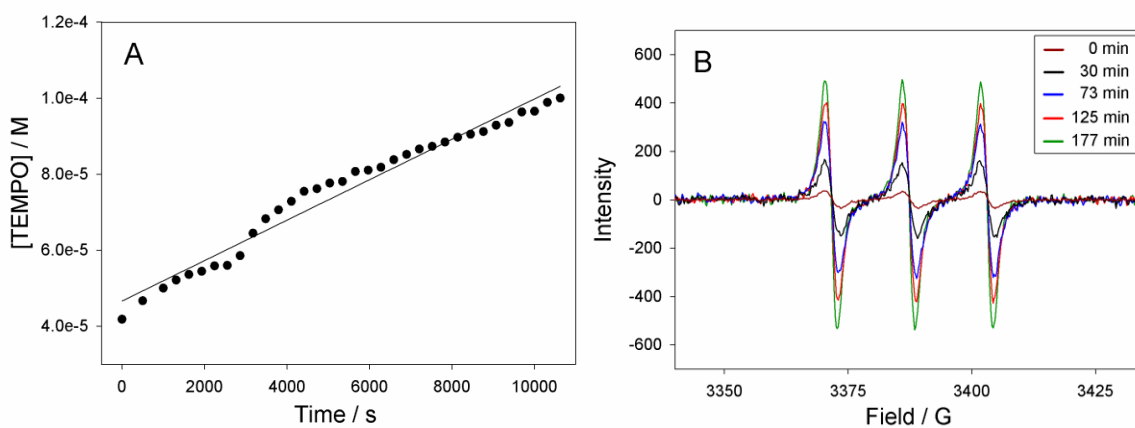 A
[TEMPO] / M
1.2e-4
1.0e-4
8.0e-5
6.0e-5
4.0e-5
0 2000 4000 6000 8000 10000
Time / s
B
0 min
30 min
73 min
125 min
177 min
Intensity
600
400
200
0
-200
-400
-600
3350 3375 3400 3425
Field / G